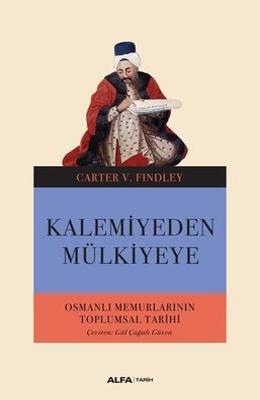 CARTER V. FINDLEY
KALEMİYEDEN
MÜLKİYEYE
OSMANLI MEMURLARININ
TOPLUMSAL TARİHİ
Çeviren: Gül Çağalı Güven
ALFA | TARİH